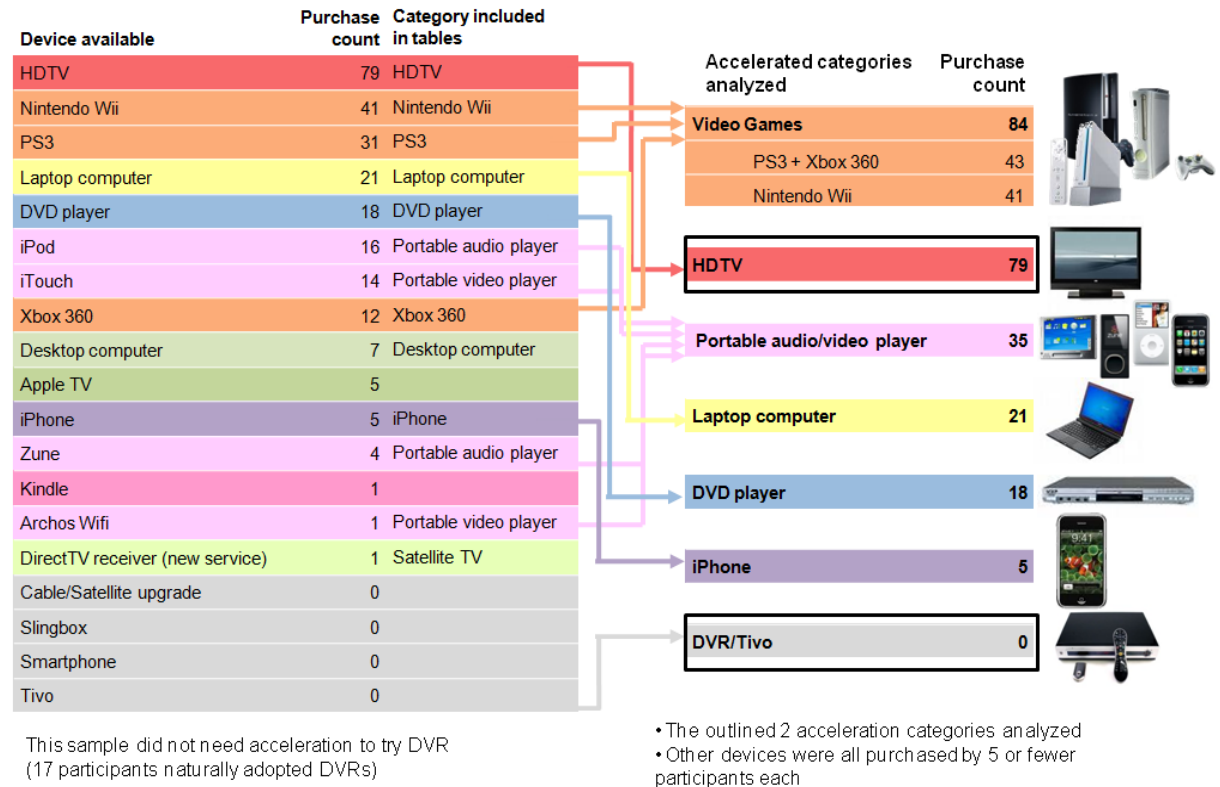 Device available Purchase count Category included in tables
HDTV 79 HDTV
Nintendo Wii 41 Nintendo Wii
PS3 31 PS3
Laptop computer 21 Laptop computer
DVD player 18 DVD player
iPod 16 Portable audio player
iTouch 14 Portable video player
Xbox 360 12 Xbox 360
Desktop computer 7 Desktop computer
Apple TV 5
iPhone 5 iPhone
Zune 4 Portable audio player
Kindle 1
Archos Wifi 1 Portable video player
DirectTV receiver (new service) 1 Satellite TV
Cable/Satellite upgrade 0
Slingbox 0
Smartphone 0
Tivo 0
This sample did not need acceleration to try DVR
(17 participants naturally adopted DVRs)
Accelerated categories Purchase
analyzed count
Video Games 84
PS3 + Xbox 360 43
Nintendo Wii 41
HDTV 79
Portable audio/video player 35
Laptop computer 21
DVD player 18
iPhone 5
9:41
DVR/Tivo 0
• The outlined 2 acceleration categories analyzed
• Other devices were all purchased by 5 or fewer
participants each